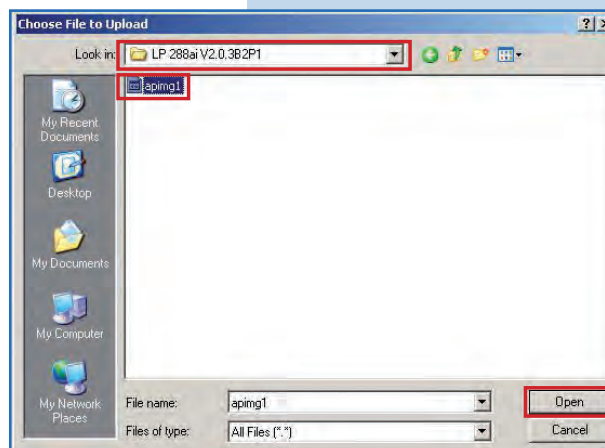 Choose File to Upload
Look in: LP 288ai V2.0.3B2P1
apimg1
My Recent
Documents
Desktop
My Documents
My Computer
My Network
Places
File name: apimg1 Open
Files of type: All Files (*.*) Cancel